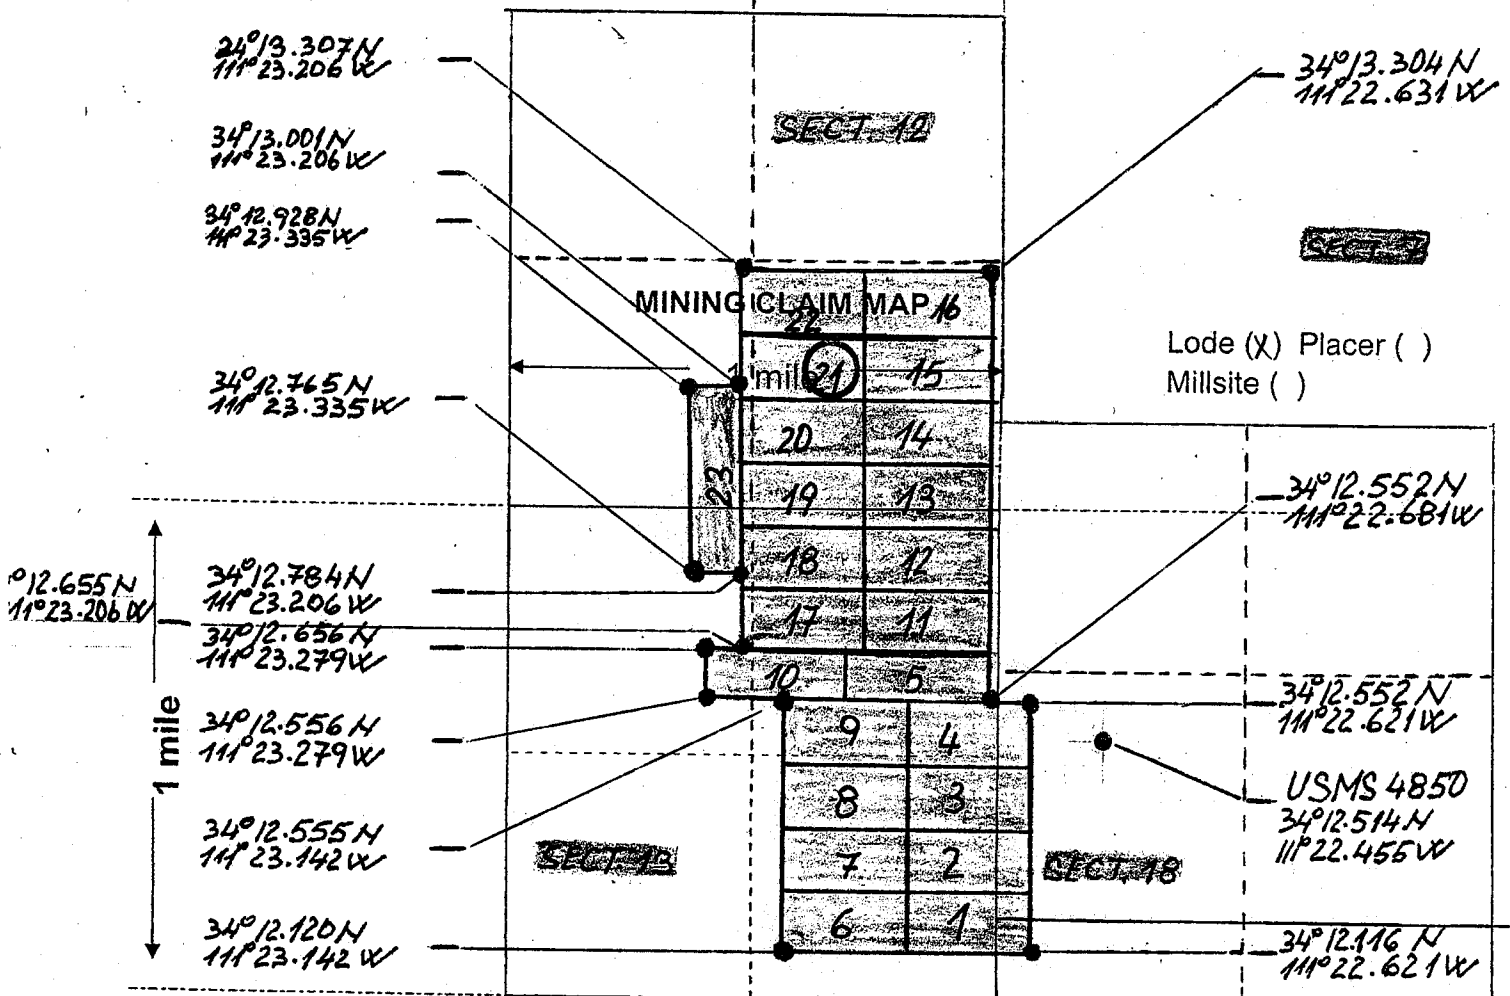 24°13.307N
111°23.206W
34°13.304N
111°22.631W
SECT. 12
34°13.001N
111°23.206W
34°12.928N
111°23.335W
SECT. 7
MINING CLAIM MAP
22
16
Lode (X) Placer ( )
Millsite ( )
1 mile
21
15
34°12.765N
111°23.335W
20
14
23
19
13
34°12.552N
111°22.681W
18
12
°12.655N
11°23.206W
34°12.784N
111°23.206W
17
11
34°12.656N
111°23.279W
10
5
34°12.552N
111°22.621W
1 mile
34°12.556N
111°23.279W
9
4
USMS 4850
34°12.514N
11°22.455W
8
3
34°12.555N
111°23.142W
SECT. 13
7
2
SECT. 18
34°12.120N
111°23.142W
6
1
34°12.116N
111°22.621W